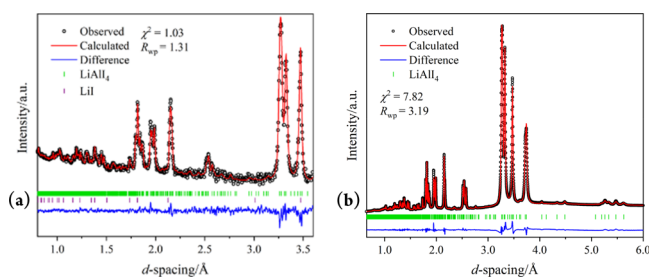 Observed
Calculated
Difference
LiAlI₄
LiI
χ² = 1.03
Rwp = 1.31
Intensity/a.u.
(a)
1.0 1.5 2.0 2.5 3.0 3.5
d-spacing/Å
Observed
Calculated
Difference
LiAlI₄
χ² = 7.82
Rwp = 3.19
Intensity/a.u.
(b)
1.0 2.0 3.0 4.0 5.0 6.0
d-spacing/Å